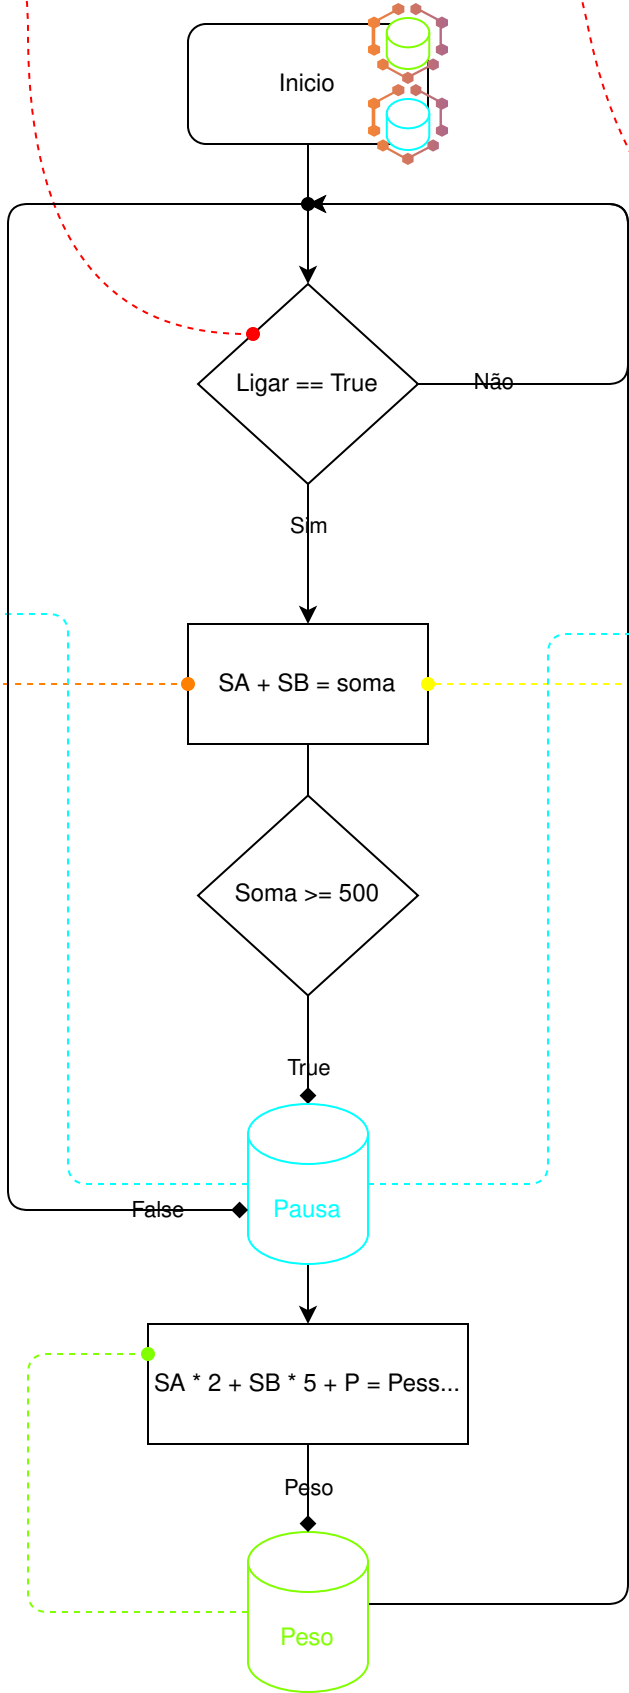 Inicio
Ligar == True
Não
Sim
SA + SB = soma
Soma >= 500
True
False
Pausa
SA * 2 + SB * 5 + P = Pess...
Peso
Peso